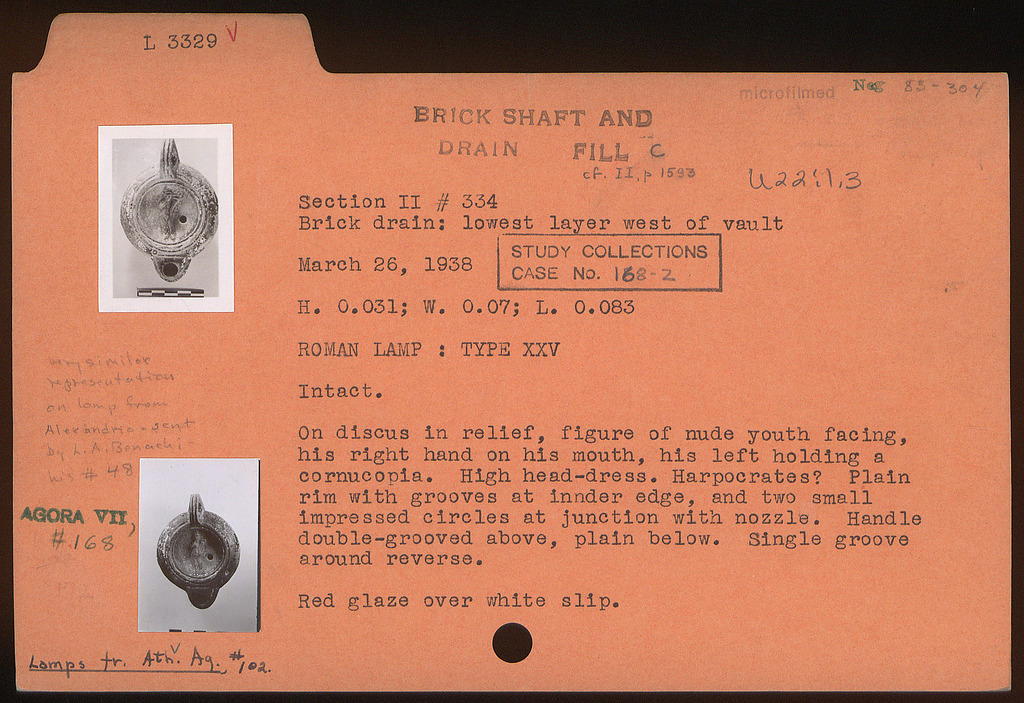 L 3329 V
microfilmed Neg 83-304
BRICK SHAFT AND
DRAIN FILL C
cf. II, p 1593
U22:1.3
Section II # 334
Brick drain: lowest layer west of vault
STUDY COLLECTIONS
CASE No. 168-2
March 26, 1938
H. 0.031; W. 0.07; L. 0.083
ROMAN LAMP : TYPE XXV
Intact.
On discus in relief, figure of nude youth facing,
his right hand on his mouth, his left holding a
cornucopia. High head-dress. Harpocrates? Plain
rim with grooves at innder edge, and two small
impressed circles at junction with nozzle. Handle
double-grooved above, plain below. Single groove
around reverse.
Red glaze over white slip.
very similar
representation
on lamp from
Alexandria - sent
by L.A. Benachi -
his # 48
AGORA VII,
#168
Lamps fr. Ath. Ag. #102.